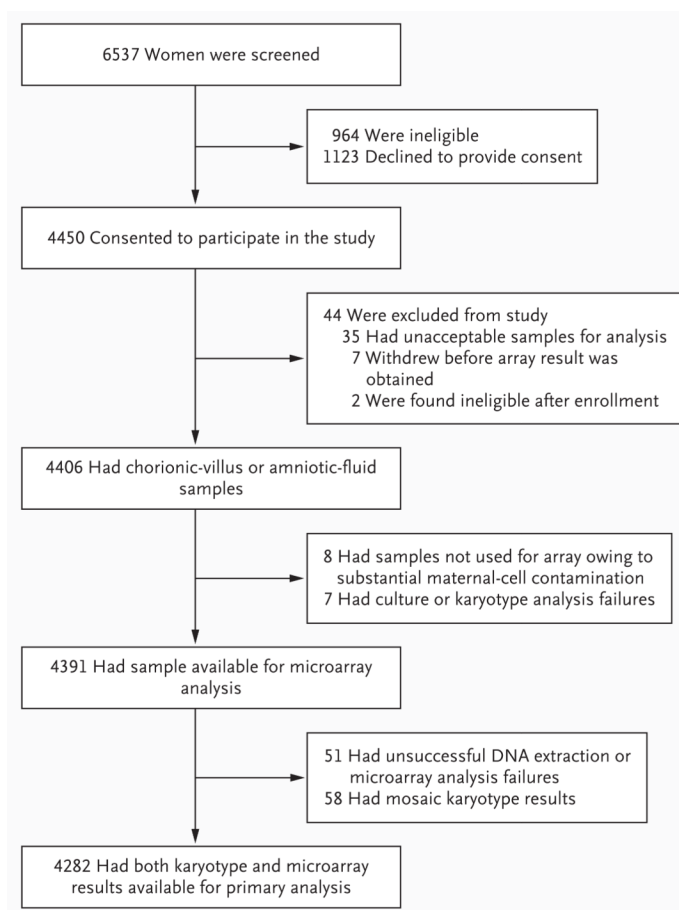 6537 Women were screened
964 Were ineligible
1123 Declined to provide consent
4450 Consented to participate in the study
44 Were excluded from study
35 Had unacceptable samples for analysis
7 Withdrew before array result was
obtained
2 Were found ineligible after enrollment
4406 Had chorionic-villus or amniotic-fluid
samples
8 Had samples not used for array owing to
substantial maternal-cell contamination
7 Had culture or karyotype analysis failures
4391 Had sample available for microarray
analysis
51 Had unsuccessful DNA extraction or
microarray analysis failures
58 Had mosaic karyotype results
4282 Had both karyotype and microarray
results available for primary analysis